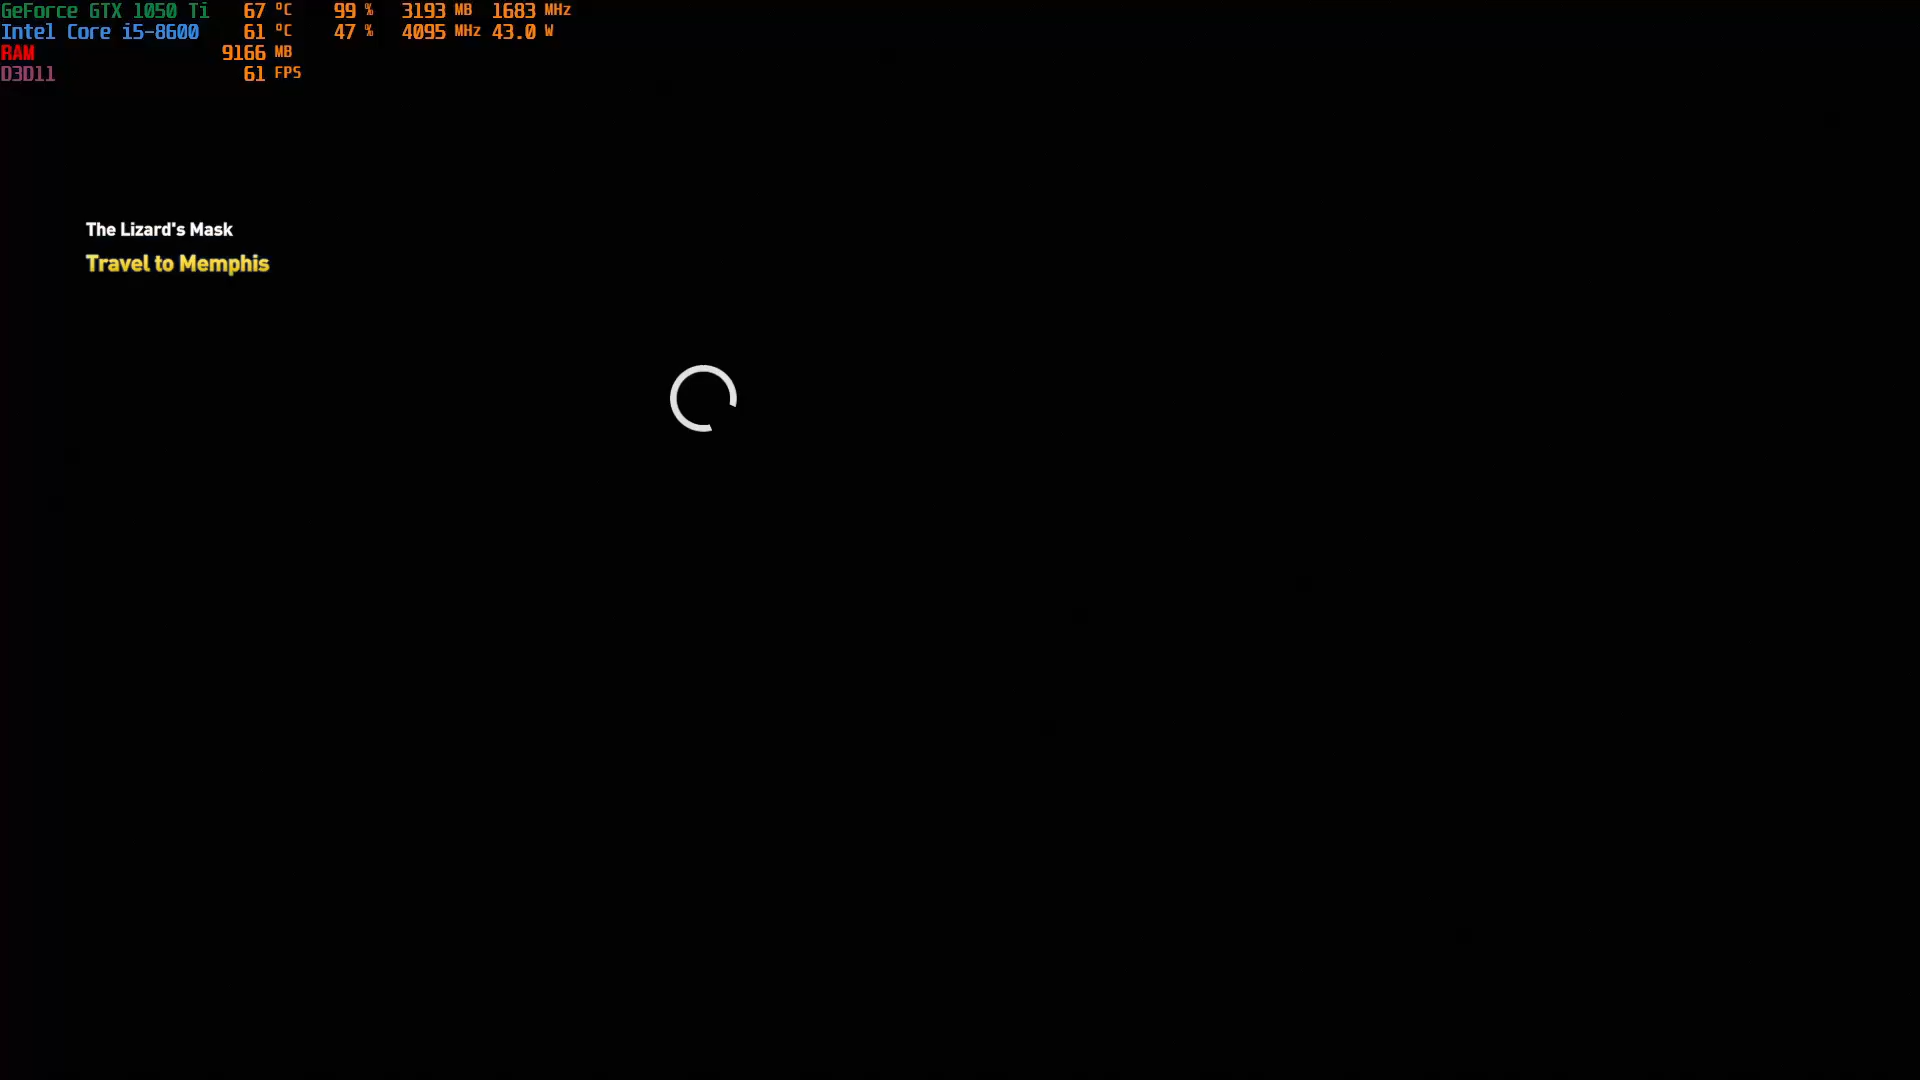 GeForce GTX 1050 Ti 67 °C 99 % 3193 MB 1683 MHz
Intel Core i5-8600 61 °C 47 % 4095 MHz 43.0 W
RAM 9166 MB
D3D11 61 FPS
The Lizard's Mask
Travel to Memphis